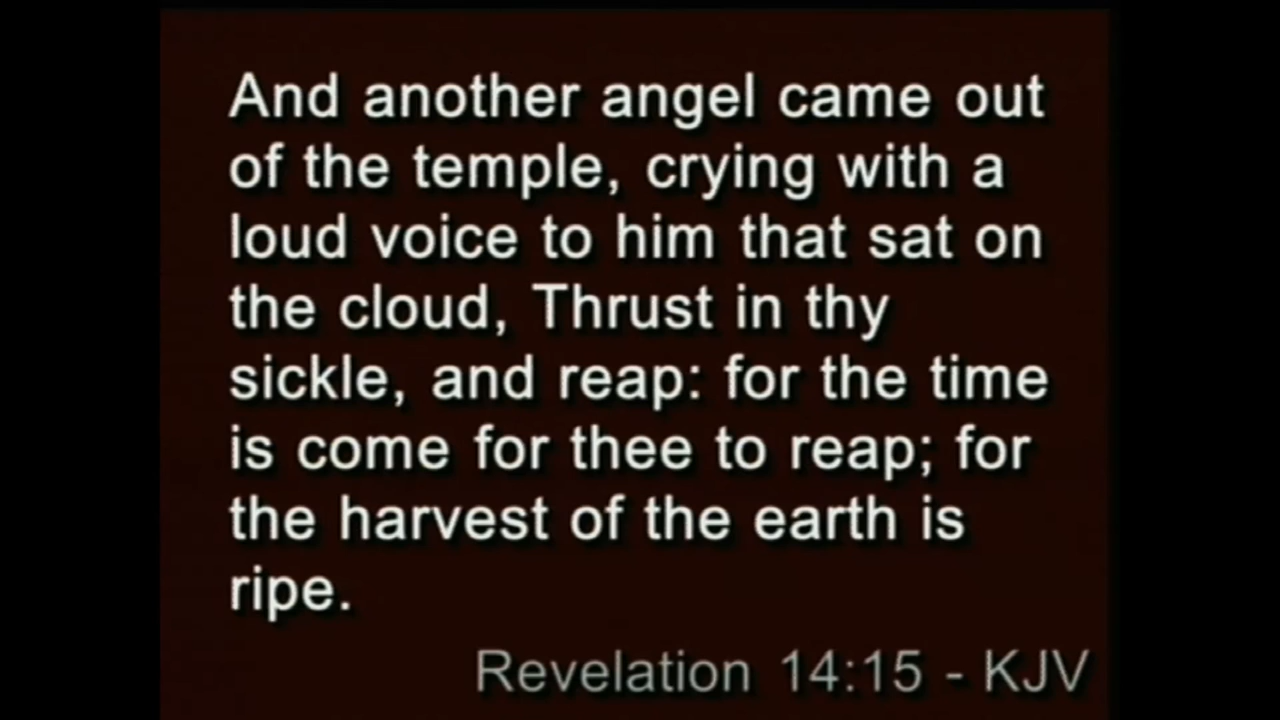 And another angel came out
of the temple, crying with a
loud voice to him that sat on
the cloud, Thrust in thy
sickle, and reap: for the time
is come for thee to reap; for
the harvest of the earth is
ripe.
Revelation 14:15 - KJV